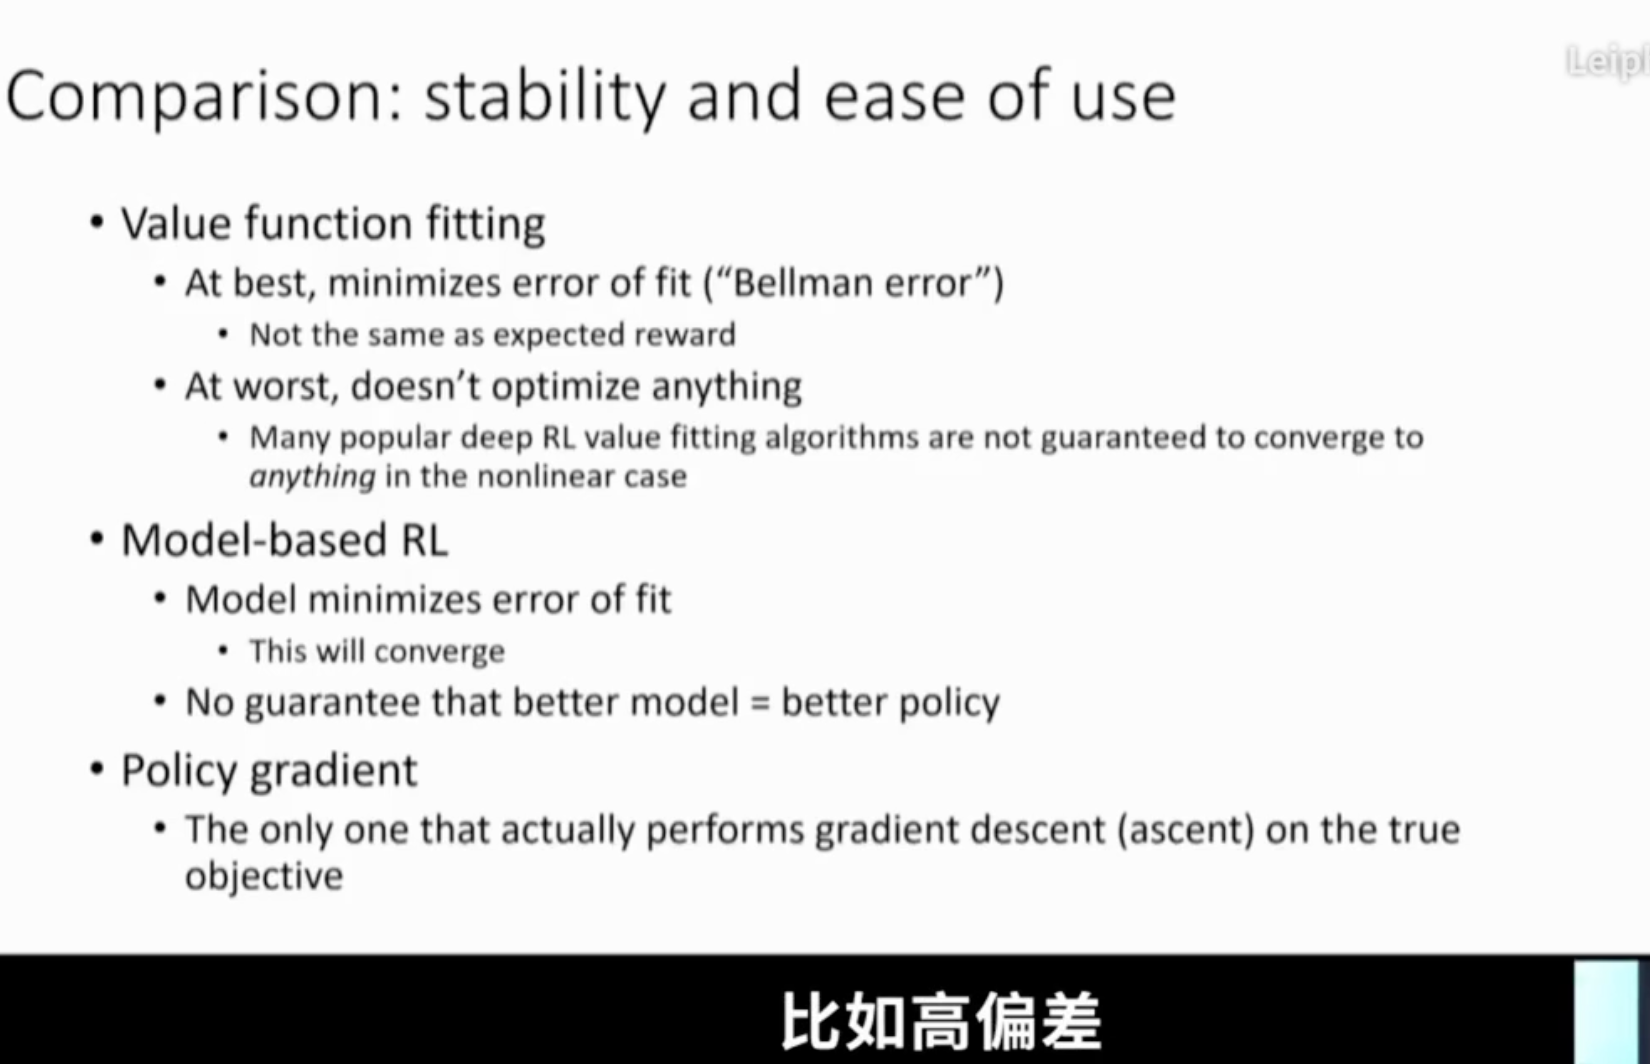 Leipl
Comparison: stability and ease of use
• Value function fitting
• At best, minimizes error of fit (“Bellman error”)
• Not the same as expected reward
• At worst, doesn’t optimize anything
• Many popular deep RL value fitting algorithms are not guaranteed to converge to
anything in the nonlinear case
• Model-based RL
• Model minimizes error of fit
• This will converge
• No guarantee that better model = better policy
• Policy gradient
• The only one that actually performs gradient descent (ascent) on the true
objective
比如高偏差